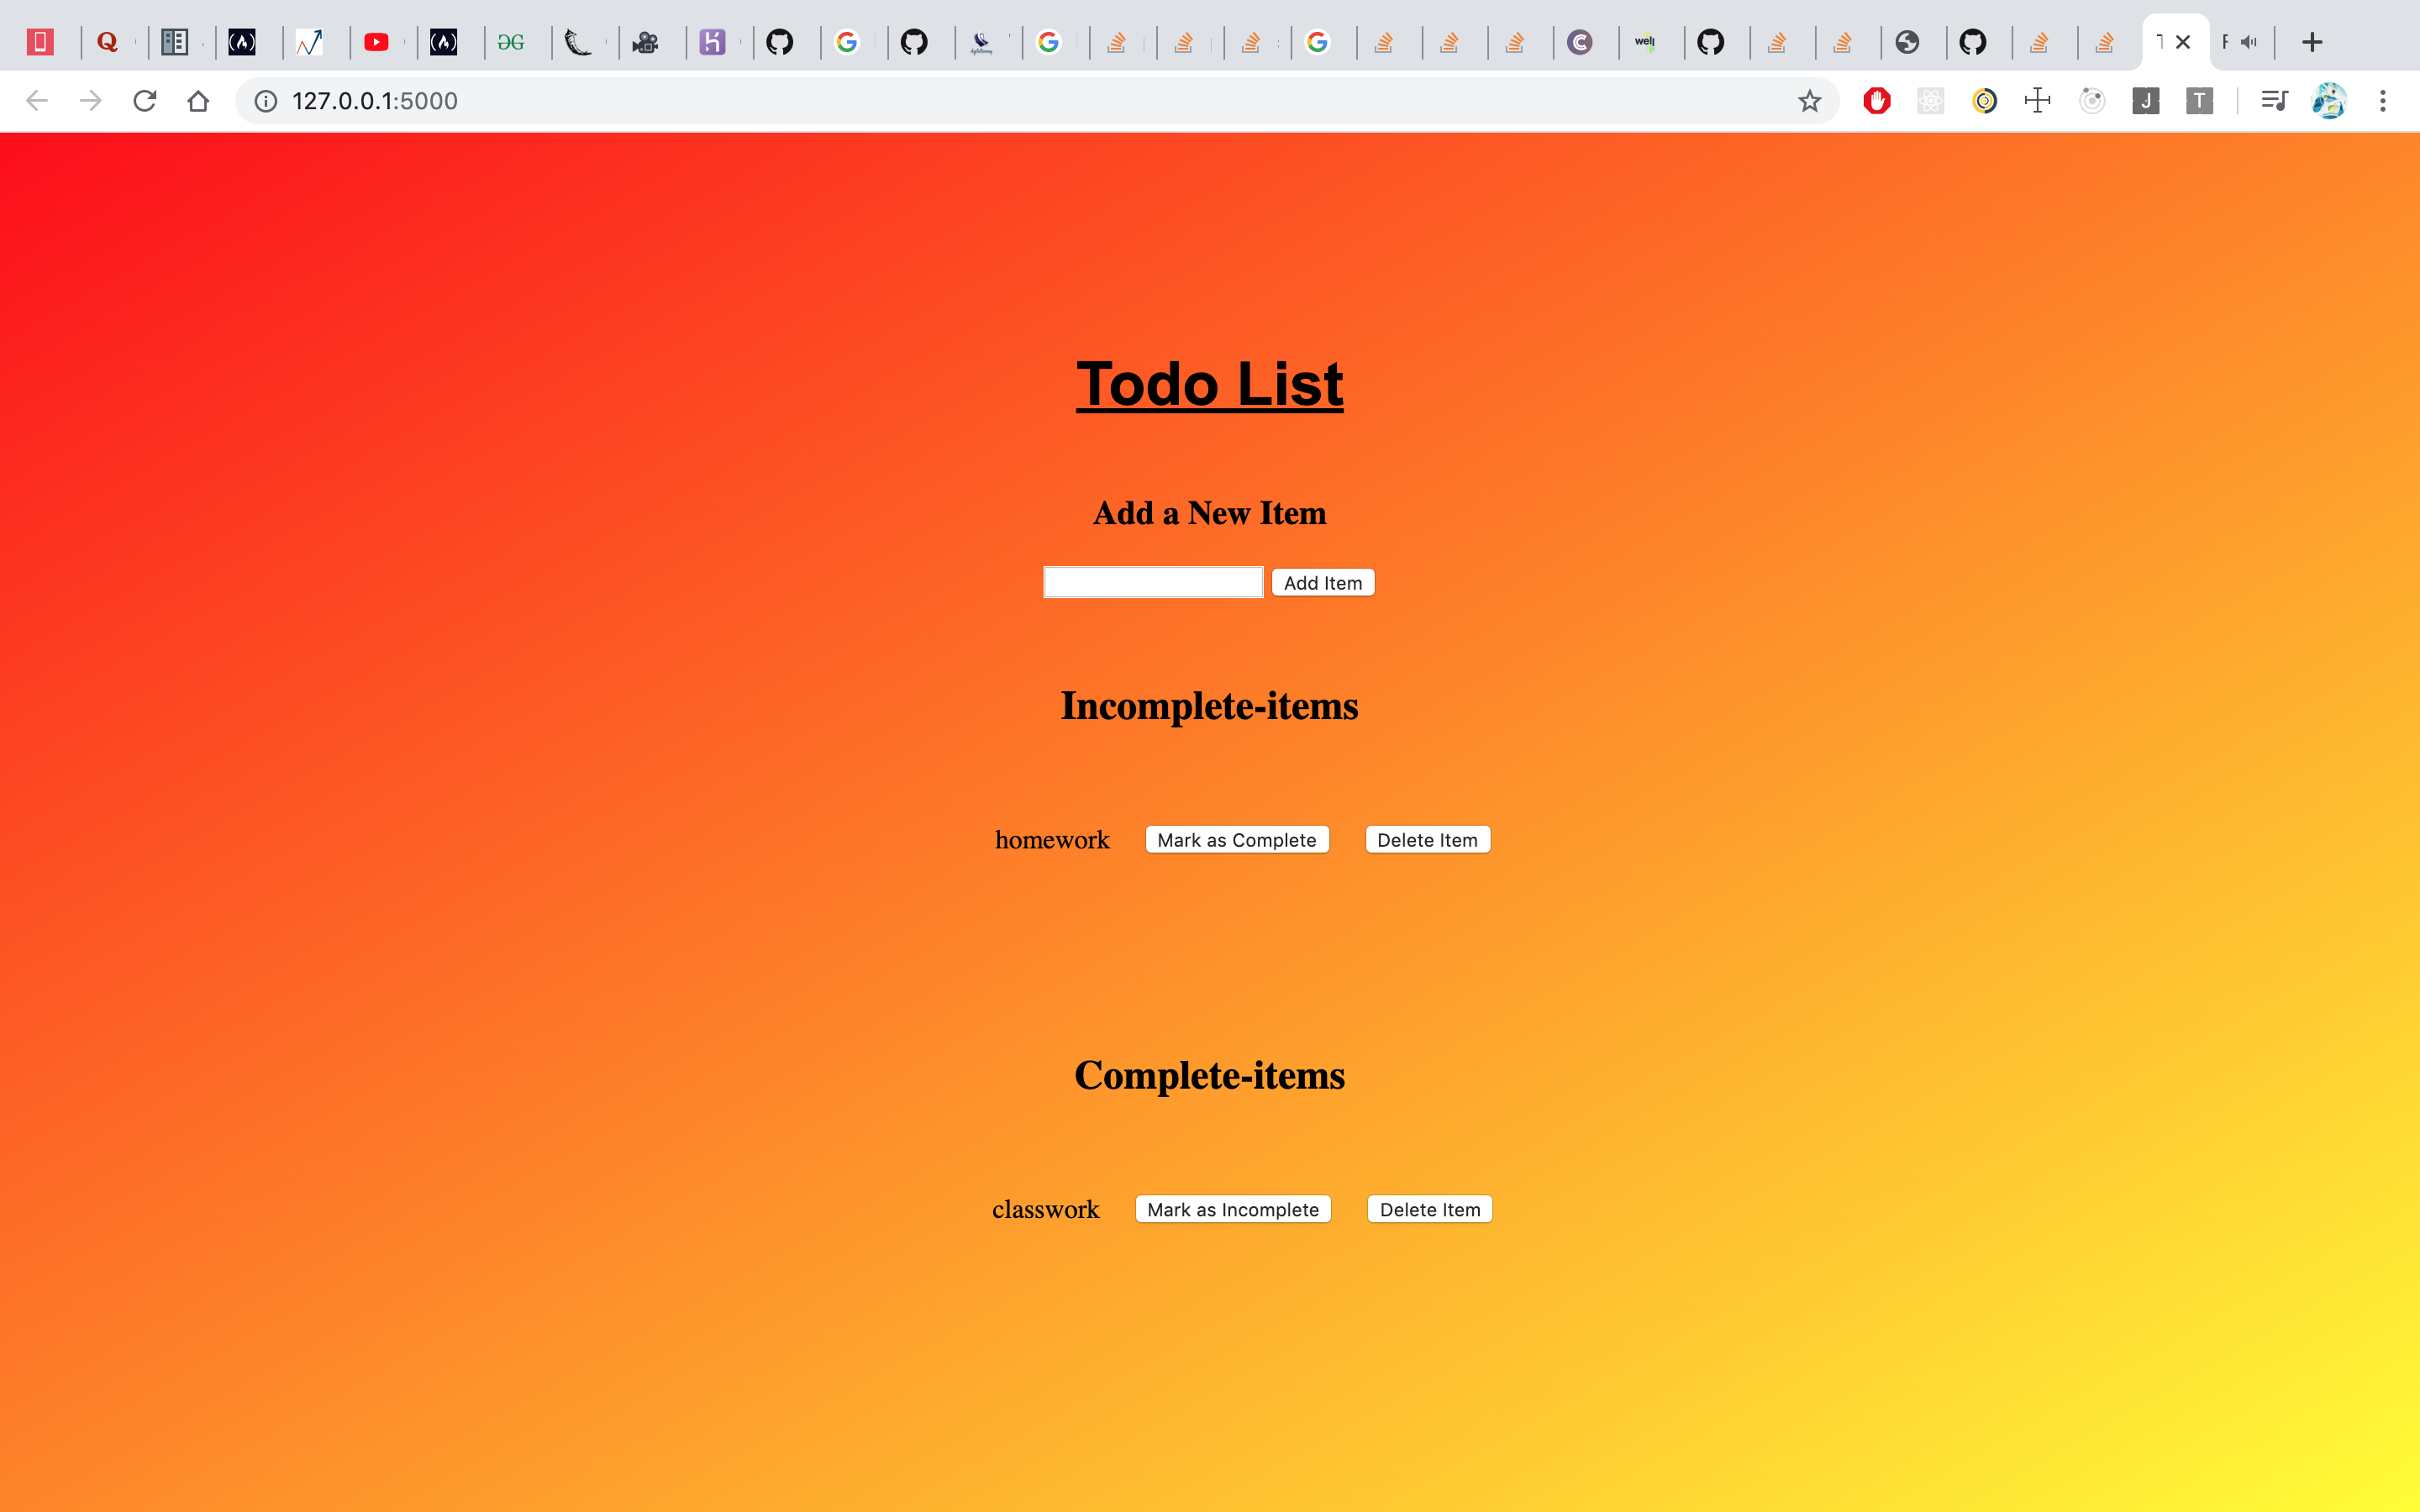 127.0.0.1:5000
Todo List
Add a New Item
Add Item
Incomplete-items
homework Mark as Complete Delete Item
Complete-items
classwork Mark as Incomplete Delete Item